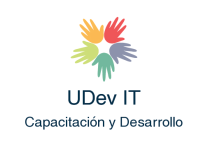 UDev IT
Capacitación y Desarrollo